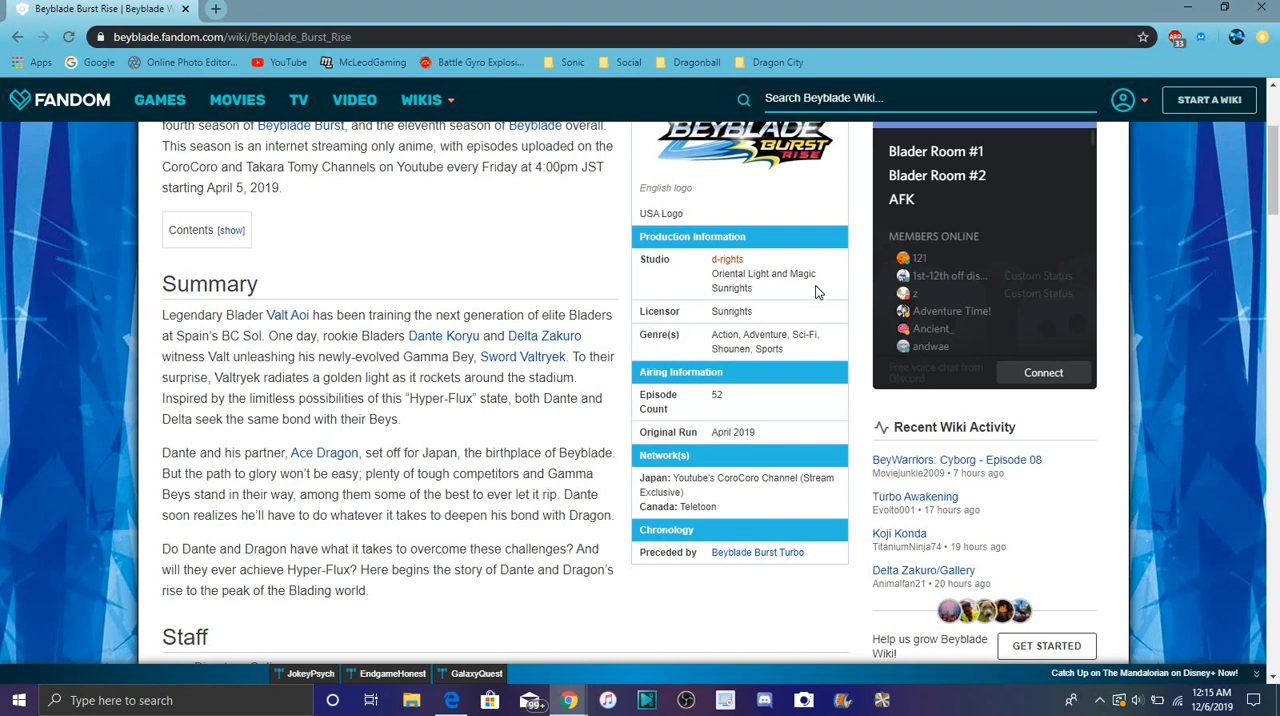 Beyblade Burst Rise | Beyblade W
beyblade.fandom.com/wiki/Beyblade_Burst_Rise
33
Apps
Google
Online Photo Editor...
YouTube
McLeodGaming
Battle Gyro Explosi...
Sonic
Social
Dragonball
Dragon City
FANDOM
GAMES
MOVIES
TV
VIDEO
WIKIS
Search Beyblade Wiki...
START A WIKI
fourth season of Beyblade Burst, and the eleventh season of Beyblade overall.
This season is an internet streaming only anime, with episodes uploaded on the
CoroCoro and Takara Tomy Channels on Youtube every Friday at 4:00pm JST
starting April 5, 2019.
Contents [show]
Summary
Legendary Blader Valt Aoi has been training the next generation of elite Bladers
at Spain's BC Sol. One day, rookie Bladers Dante Koryu and Delta Zakuro
witness Valt unleashing his newly-evolved Gamma Bey, Sword Valtryek. To their
surprise, Valtryek radiates a golden light as it rockets around the stadium.
Inspired by the limitless possibilities of this "Hyper-Flux" state, both Dante and
Delta seek the same bond with their Beys.
Dante and his partner, Ace Dragon, set off for Japan, the birthplace of Beyblade.
But the path to glory won't be easy; plenty of tough competitors and Gamma
Beys stand in their way, among them some of the best to ever let it rip. Dante
soon realizes he'll have to do whatever it takes to deepen his bond with Dragon.
Do Dante and Dragon have what it takes to overcome these challenges? And
will they ever achieve Hyper-Flux? Here begins the story of Dante and Dragon's
rise to the peak of the Blading world.
Staff
BEYBLADE
BURST
RISE
English logo
USA Logo
Production Information
Studio
d-rights
Oriental Light and Magic
Sunrights
Licensor
Sunrights
Genre(s)
Action, Adventure, Sci-Fi,
Shounen, Sports
Airing Information
Episode
Count
52
Original Run
April 2019
Network(s)
Japan: Youtube's CoroCoro Channel (Stream
Exclusive)
Canada: Teletoon
Chronology
Preceded by
Beyblade Burst Turbo
Blader Room #1
Blader Room #2
AFK
MEMBERS ONLINE
121
1st-12th off dis...
Custom Status
z
Custom Status
Adventure Time!
Ancient_
andwae
Free voice chat from
Discord
Connect
Recent Wiki Activity
BeyWarriors: Cyborg - Episode 08
Moviejunkie2009 • 7 hours ago
Turbo Awakening
Evolto001 • 17 hours ago
Koji Konda
TitaniumNinja74 • 19 hours ago
Delta Zakuro/Gallery
Animalfan21 • 20 hours ago
Help us grow Beyblade
Wiki!
GET STARTED
JokeyPsych
EndgameHonest
GalaxyQuest
Catch Up on The Mandalorian on Disney+ Now!
Type here to search
99+
12:15 AM
12/6/2019